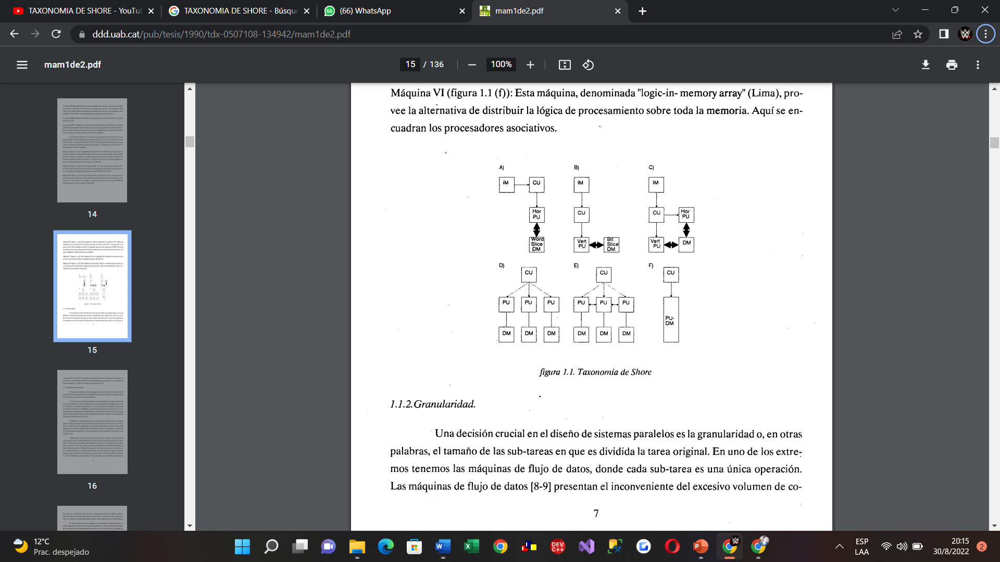 TAXONOMIA DE SHORE - YouTu
TAXONOMIA DE SHORE - Búsque
(66) WhatsApp
mam1de2.pdf
ddd.uab.cat/pub/tesis/1990/tdx-0507108-134942/mam1de2.pdf
mam1de2.pdf
15 / 136
100%
14
15
16
Máquina VI (figura 1.1 (f)): Esta máquina, denominada "logic-in- memory array" (Lima), pro-
vee la alternativa de distribuir la lógica de procesamiento sobre toda la memoria. Aquí se en-
cuadran los procesadores asociativos.
A)
IM
CU
Hor
PU
Word
Slice
DM
B)
IM
CU
Vert
PU
Bit
Slice
DM
C)
IM
CU
Hor
PU
Vert
PU
DM
D)
CU
PU
PU
PU
DM
DM
DM
E)
CU
PU
PU
PU
DM
DM
DM
F)
CU
PU-
DM
figura 1.1. Taxonomía de Shore
1.1.2.Granularidad.
Una decisión crucial en el diseño de sistemas paralelos es la granularidad o, en otras
palabras, el tamaño de las sub-tareas en que es dividida la tarea original. En uno de los extre-
mos tenemos las máquinas de flujo de datos, donde cada sub-tarea es una única operación.
Las máquinas de flujo de datos [8-9] presentan el inconveniente del excesivo volumen de co-
7
12°C
Prac. despejado
DEV
C++
ESP
LAA
20:15
30/8/2022
2